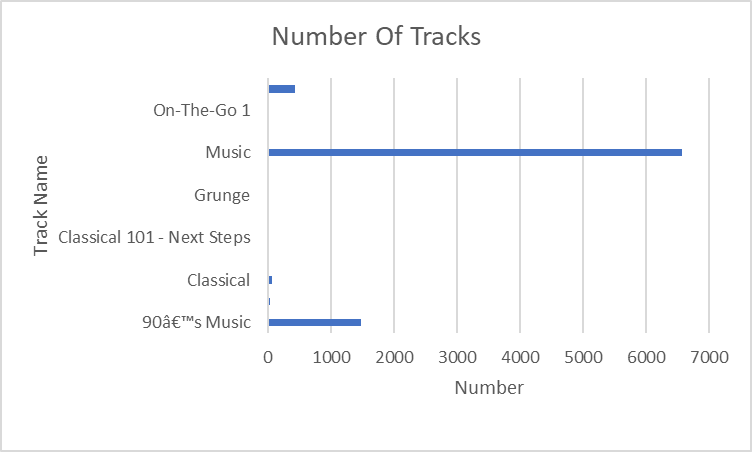 Number Of Tracks
On-The-Go 1
Music
Grunge
Classical 101 - Next Steps
Classical
90â€™s Music
Track Name
0 1000 2000 3000 4000 5000 6000 7000
Number